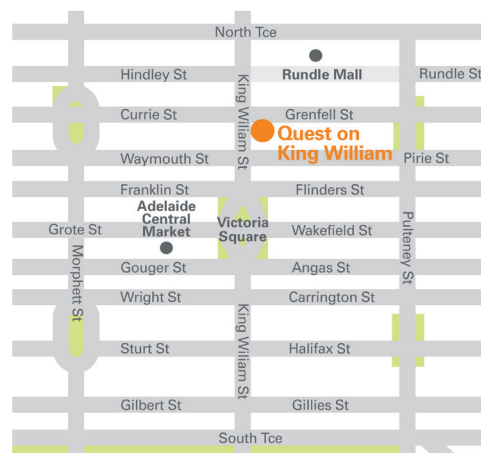 North Tce
Hindley St
Rundle Mall
Rundle St
King William St
Currie St
Grenfell St
Quest on
King William
Waymouth St
Pirie St
Franklin St
Flinders St
Adelaide
Central
Market
Grote St
Victoria
Square
Wakefield St
Pulteney St
Morphett St
Gouger St
Angas St
Wright St
Carrington St
King William St
Sturt St
Halifax St
Gilbert St
Gillies St
South Tce